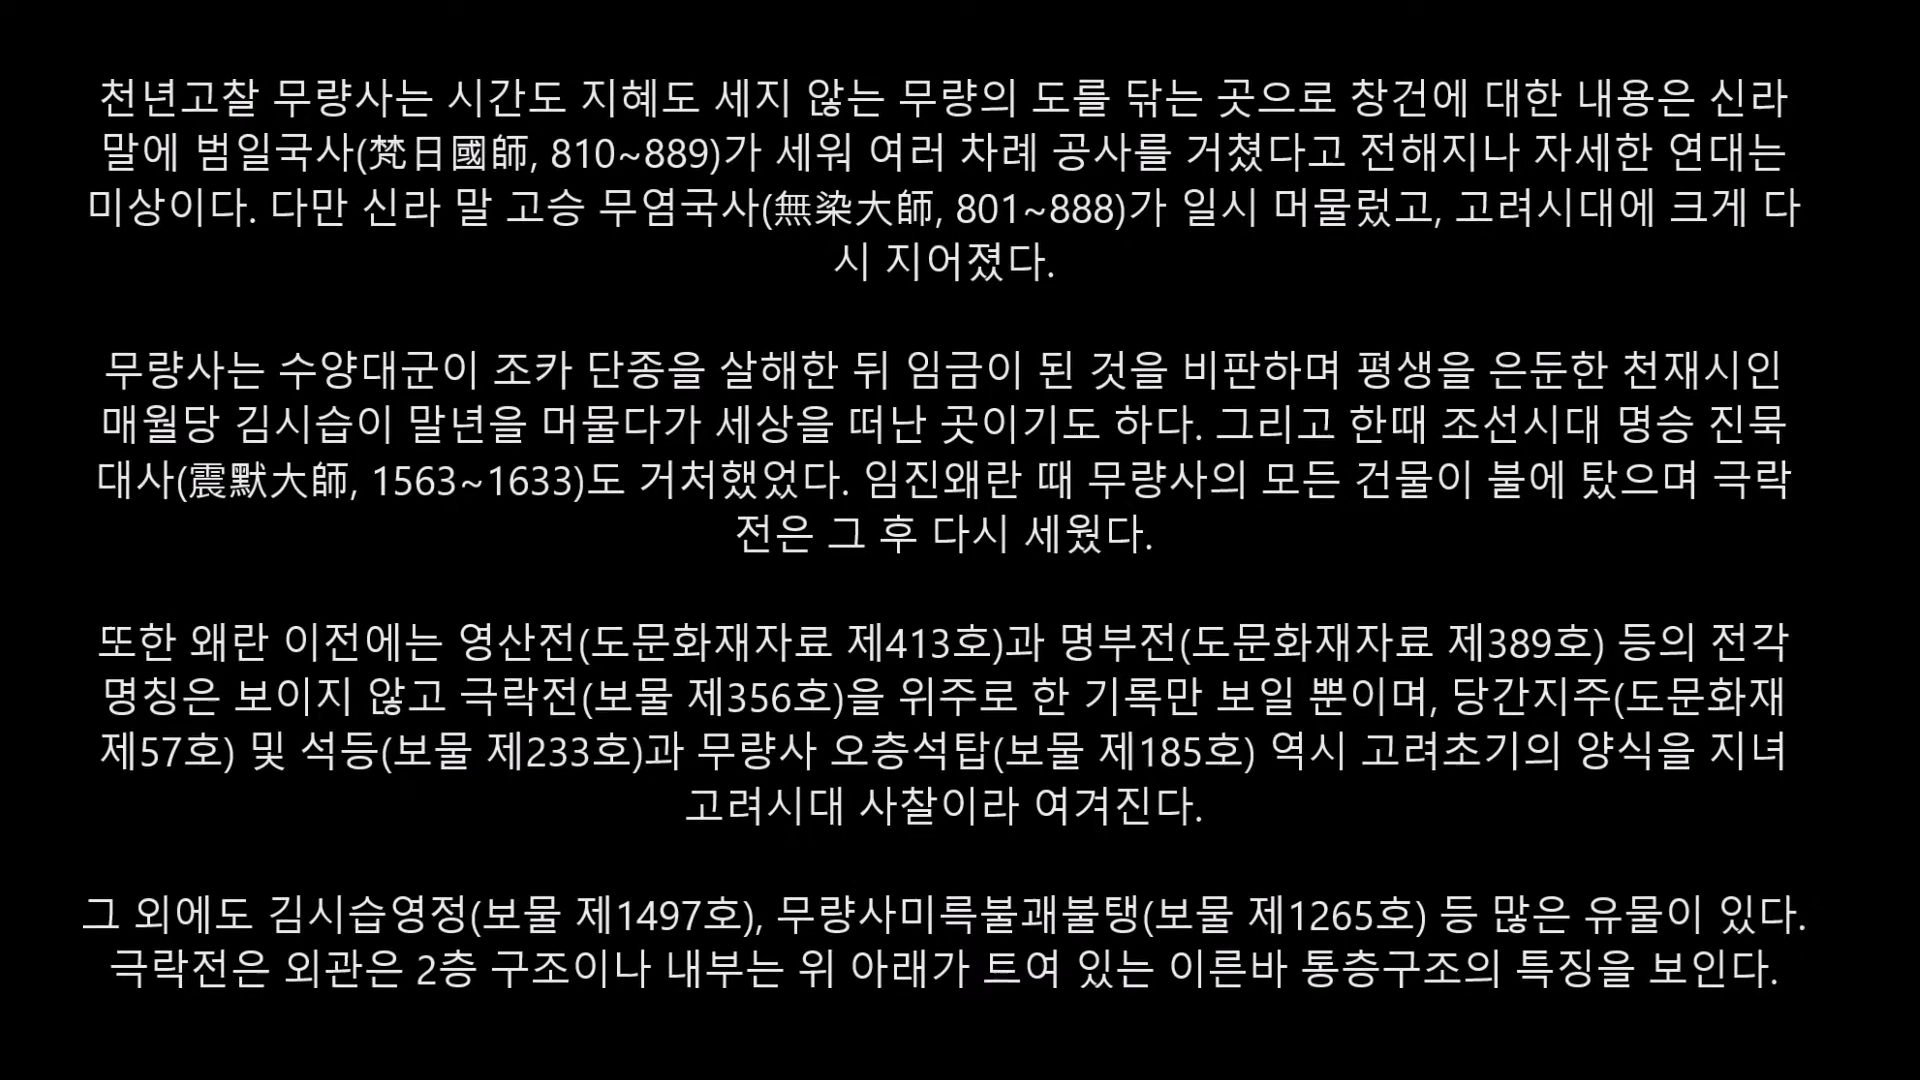 천년고찰 무량사는 시간도 지혜도 세지 않는 무량의 도를 닦는 곳으로 창건에 대한 내용은 신라
말에 범일국사(梵日國師, 810~889)가 세워 여러 차례 공사를 거쳤다고 전해지나 자세한 연대는
미상이다. 다만 신라 말 고승 무염국사(無染大師, 801~888)가 일시 머물렀고, 고려시대에 크게 다
시 지어졌다.
무량사는 수양대군이 조카 단종을 살해한 뒤 임금이 된 것을 비판하며 평생을 은둔한 천재시인
매월당 김시습이 말년을 머물다가 세상을 떠난 곳이기도 하다. 그리고 한때 조선시대 명승 진묵
대사(震默大師, 1563~1633)도 거처했었다. 임진왜란 때 무량사의 모든 건물이 불에 탔으며 극락
전은 그 후 다시 세웠다.
또한 왜란 이전에는 영산전(도문화재자료 제413호)과 명부전(도문화재자료 제389호) 등의 전각
명칭은 보이지 않고 극락전(보물 제356호)을 위주로 한 기록만 보일 뿐이며, 당간지주(도문화재
제57호) 및 석등(보물 제233호)과 무량사 오층석탑(보물 제185호) 역시 고려초기의 양식을 지녀
고려시대 사찰이라 여겨진다.
그 외에도 김시습영정(보물 제1497호), 무량사미륵불괘불탱(보물 제1265호) 등 많은 유물이 있다.
극락전은 외관은 2층 구조이나 내부는 위 아래가 트여 있는 이른바 통층구조의 특징을 보인다.